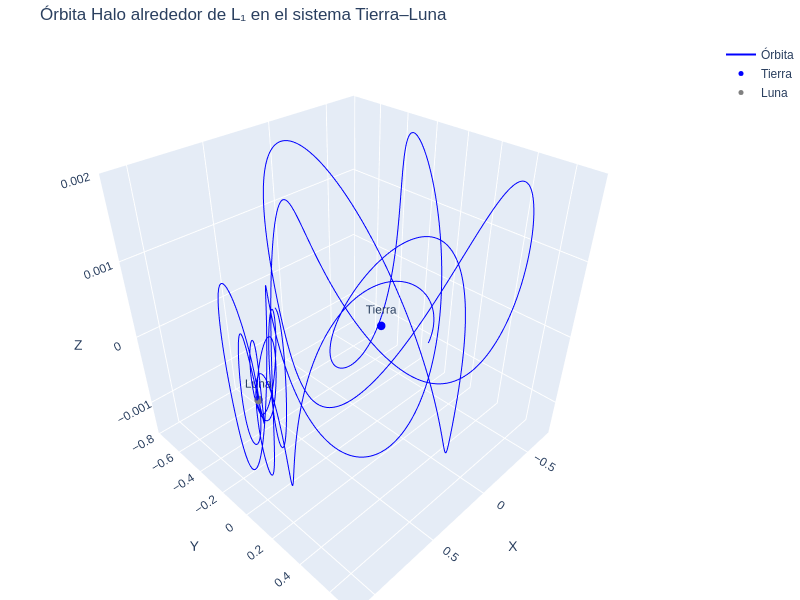 Órbita Halo alrededor de L₁ en el sistema Tierra–Luna
Órbita
Tierra
Luna
0.002
0.001
Z
0
−0.001
−0.8
−0.6
−0.4
−0.2
0
0.2
0.4
Y
Tierra
Luna
−0.5
0
0.5
X